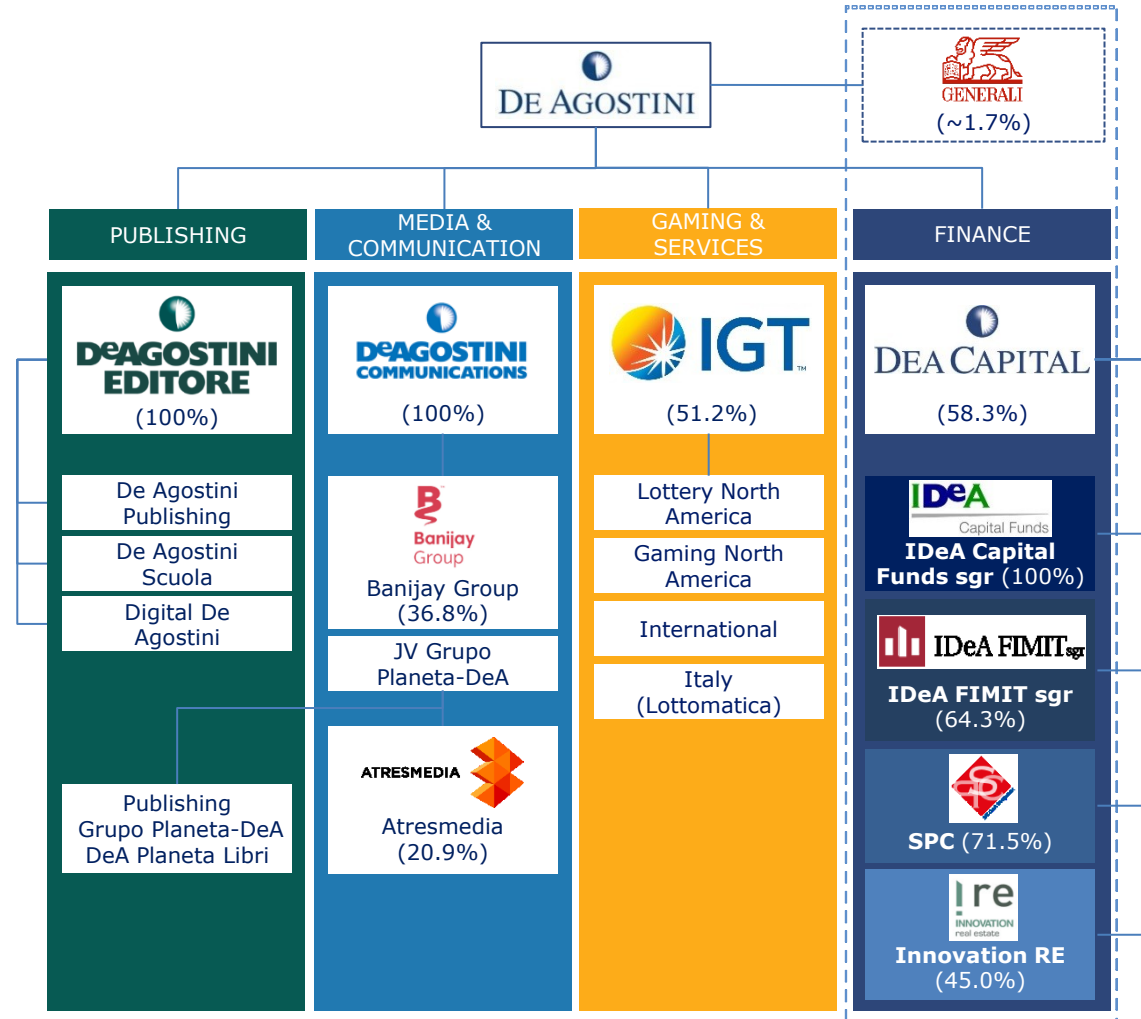 DE AGOSTINI
GENERALI
(~1.7%)
PUBLISHING
MEDIA &
COMMUNICATION
GAMING &
SERVICES
FINANCE
DeAGOSTINI
EDITORE
(100%)
De Agostini
Publishing
De Agostini
Scuola
Digital De
Agostini
Publishing
Grupo Planeta-DeA
DeA Planeta Libri
DeAGOSTINI
COMMUNICATIONS
(100%)
Banijay
Group
Banijay Group
(36.8%)
JV Grupo
Planeta-DeA
ATRESMEDIA
Atresmedia
(20.9%)
IGT™
(51.2%)
Lottery North
America
Gaming North
America
International
Italy
(Lottomatica)
DEA CAPITAL
(58.3%)
IDeA
Capital Funds
IDeA Capital
Funds sgr (100%)
IDeA FIMIT sgr
IDeA FIMIT sgr
(64.3%)
SPC (71.5%)
Ire
INNOVATION
real estate
Innovation RE
(45.0%)